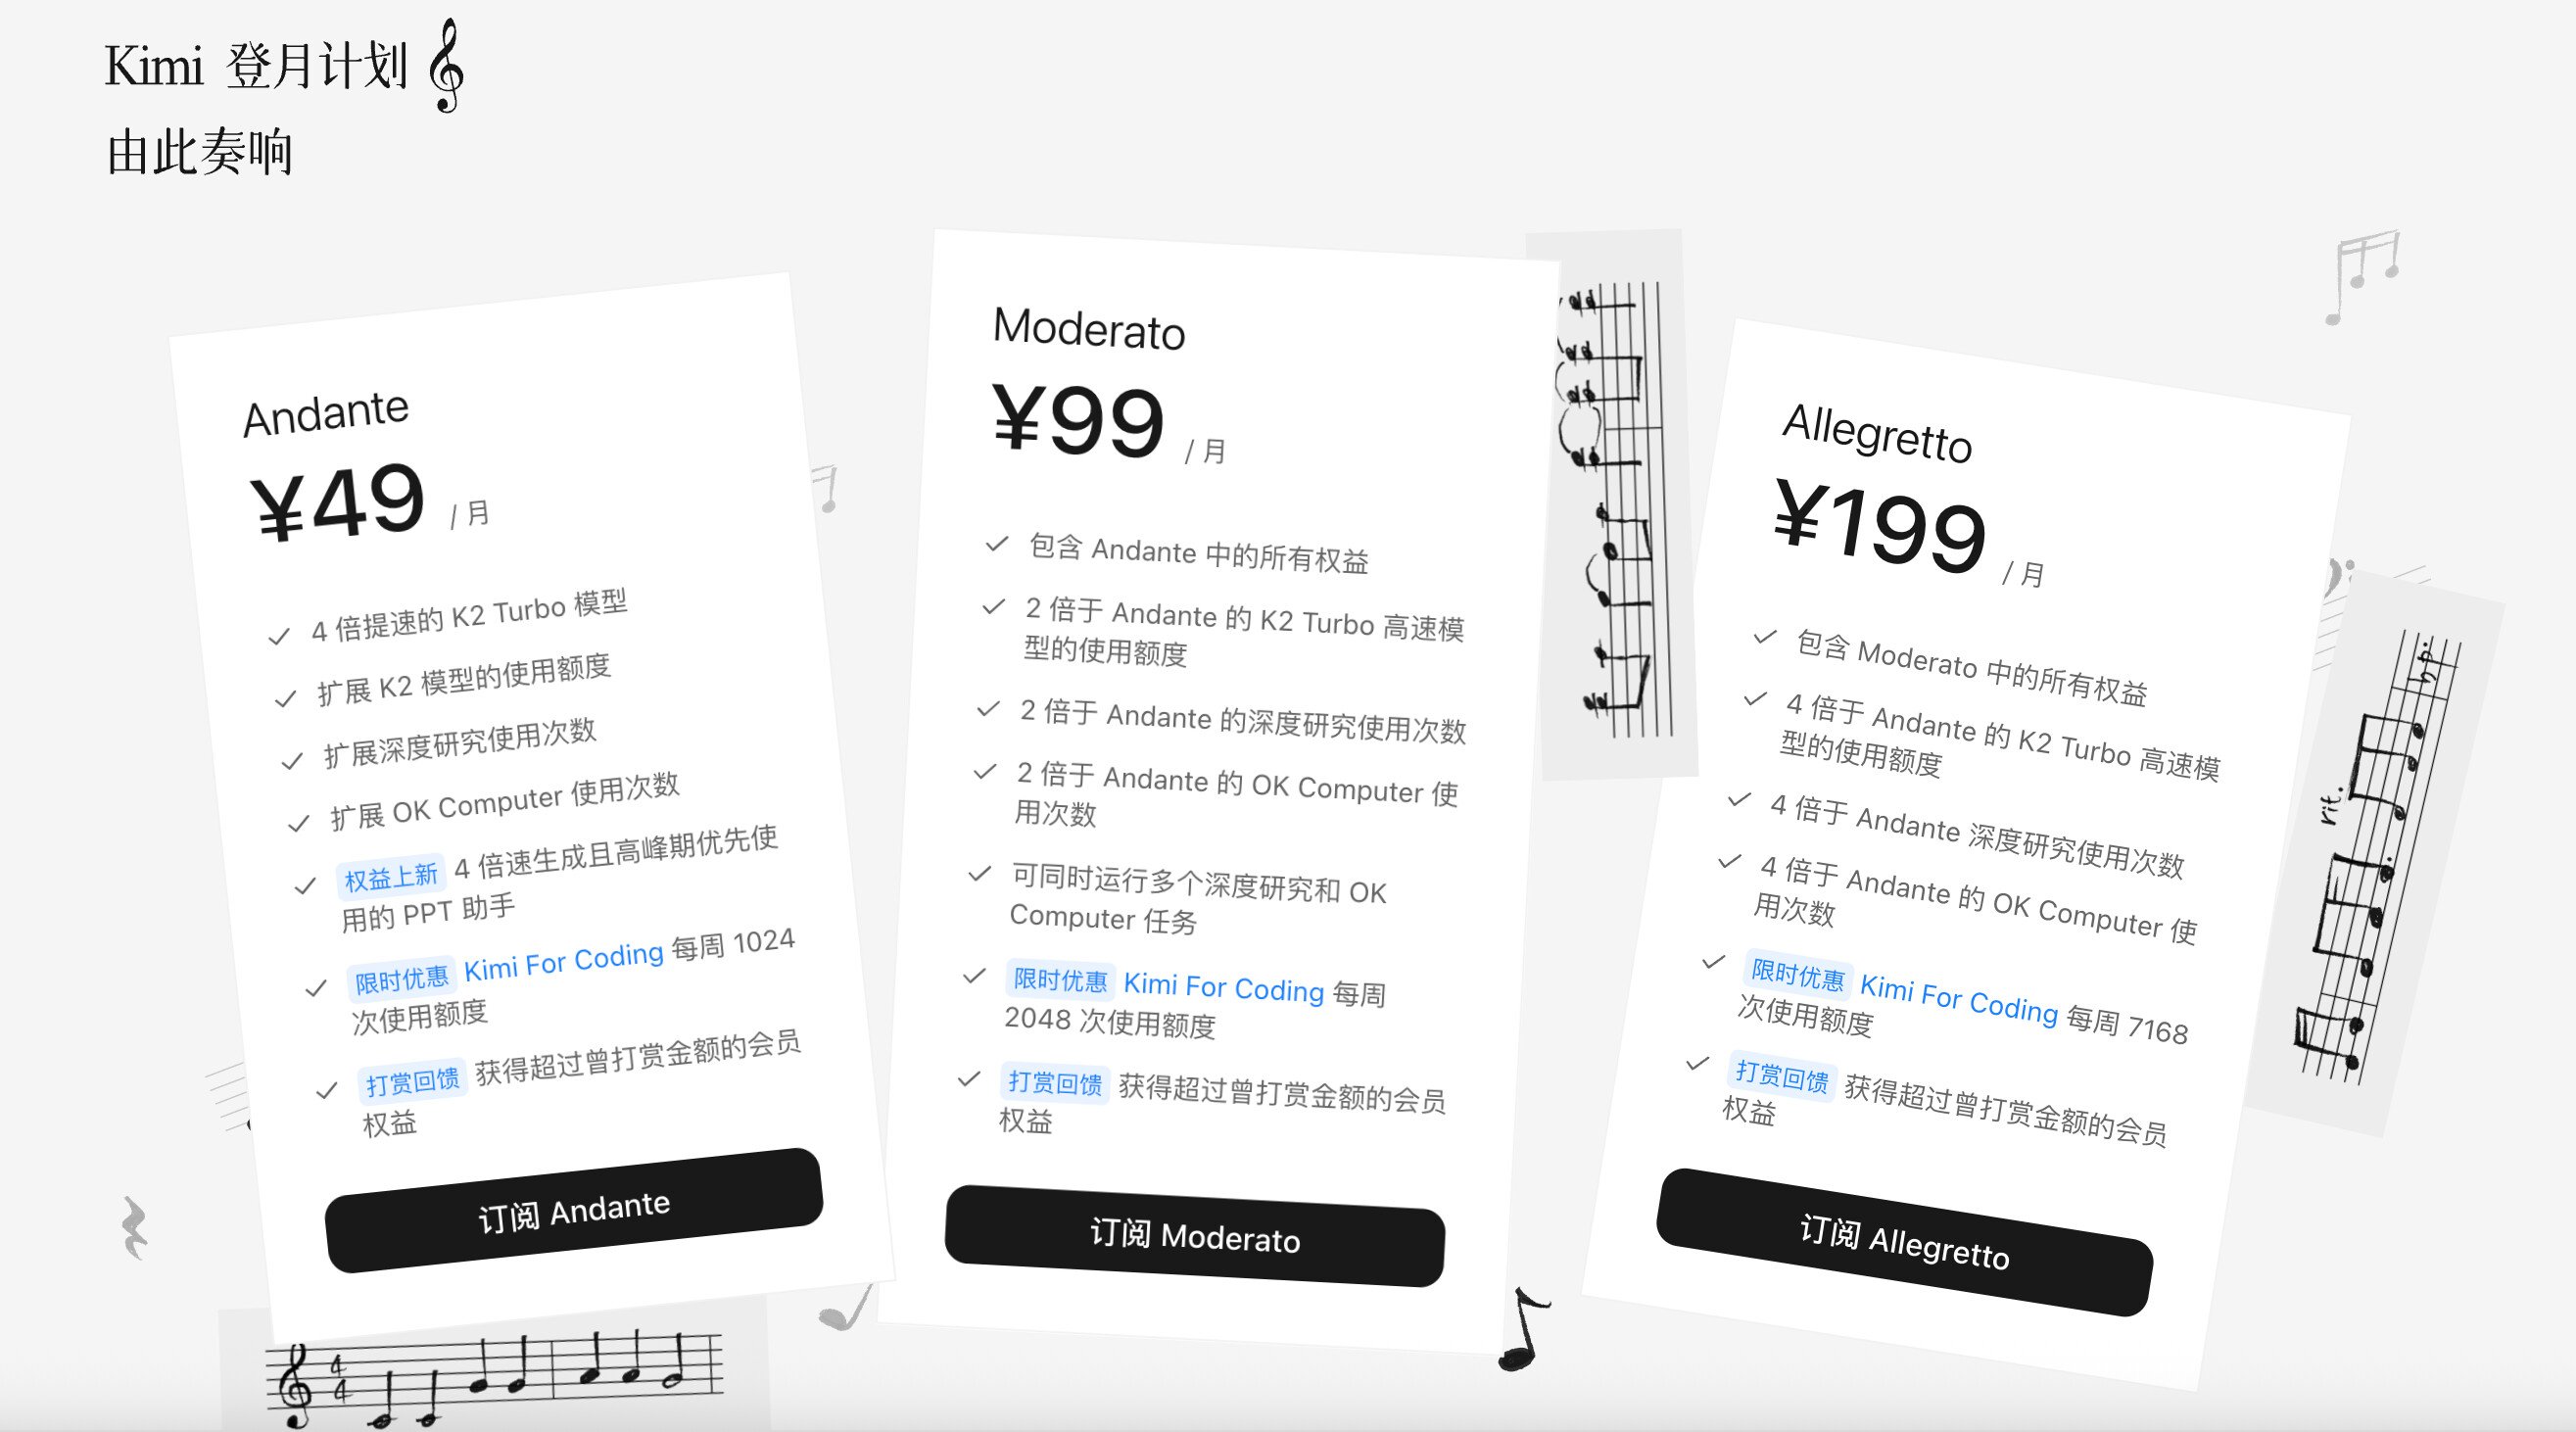 Kimi 登月计划
由此奏响
Andante
¥49 / 月
4 倍提速的 K2 Turbo 模型
扩展 K2 模型的使用额度
扩展深度研究使用次数
扩展 OK Computer 使用次数
权益上新 4 倍速生成且高峰期优先使
用的 PPT 助手
限时优惠 Kimi For Coding 每周 1024
次使用额度
打赏回馈 获得超过曾打赏金额的会员
权益
订阅 Andante
Moderato
¥99 / 月
包含 Andante 中的所有权益
2 倍于 Andante 的 K2 Turbo 高速模
型的使用额度
2 倍于 Andante 的深度研究使用次数
2 倍于 Andante 的 OK Computer 使
用次数
可同时运行多个深度研究和 OK
Computer 任务
限时优惠 Kimi For Coding 每周
2048 次使用额度
打赏回馈 获得超过曾打赏金额的会员
权益
订阅 Moderato
Allegretto
¥199 / 月
包含 Moderato 中的所有权益
4 倍于 Andante 的 K2 Turbo 高速模
型的使用额度
4 倍于 Andante 深度研究使用次数
4 倍于 Andante 的 OK Computer 使
用次数
限时优惠 Kimi For Coding 每周 7168
次使用额度
打赏回馈 获得超过曾打赏金额的会员
权益
订阅 Allegretto
rit.
4
4